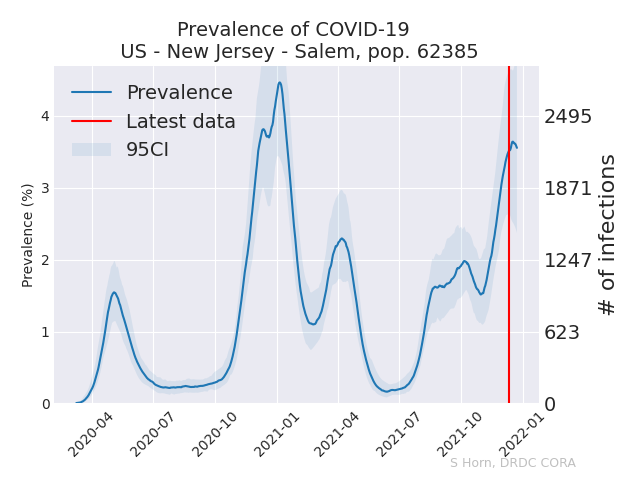 Prevalence of COVID-19
US - New Jersey - Salem, pop. 62385
Prevalence
Latest data
95CI
Prevalence (%)
4
3
2
1
0
2495
1871
1247
623
0
# of infections
2020-04
2020-07
2020-10
2021-01
2021-04
2021-07
2021-10
2022-01
S Horn, DRDC CORA